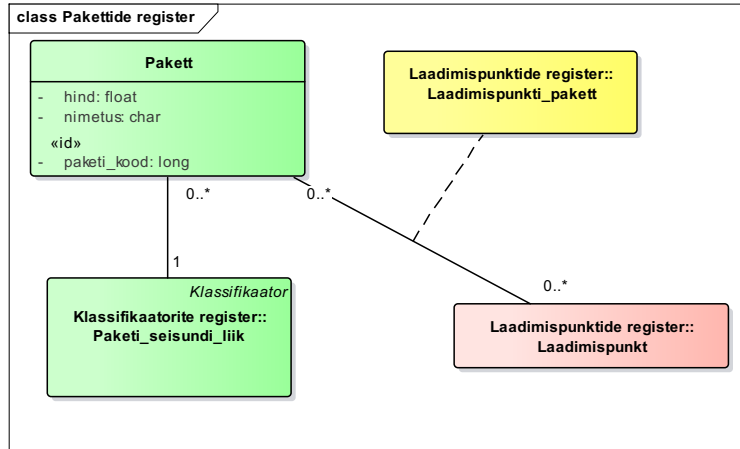 class Pakettide register
Pakett
- hind: float
- nimetus: char
«id»
- paketi_kood: long
Laadimispunktide register::
Laadimispunkti_pakett
0..*
0..*
1
0..*
Klassifikaator
Klassifikaatorite register::
Paketi_seisundi_liik
Laadimispunktide register::
Laadimispunkt